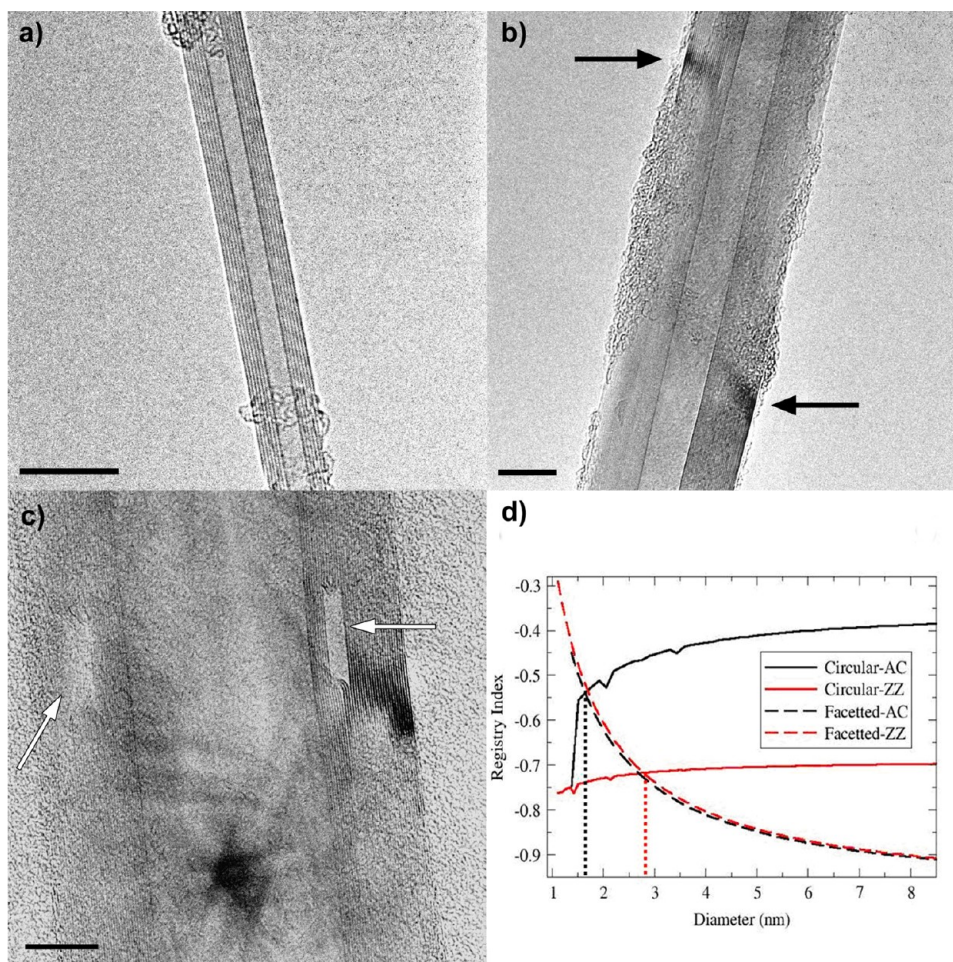 a)
b)
c)
d)
-0.3
-0.4
-0.5
-0.6
-0.7
-0.8
-0.9
Registry Index
Circular-AC
Circular-ZZ
Facetted-AC
Facetted-ZZ
1 2 3 4 5 6 7 8
Diameter (nm)